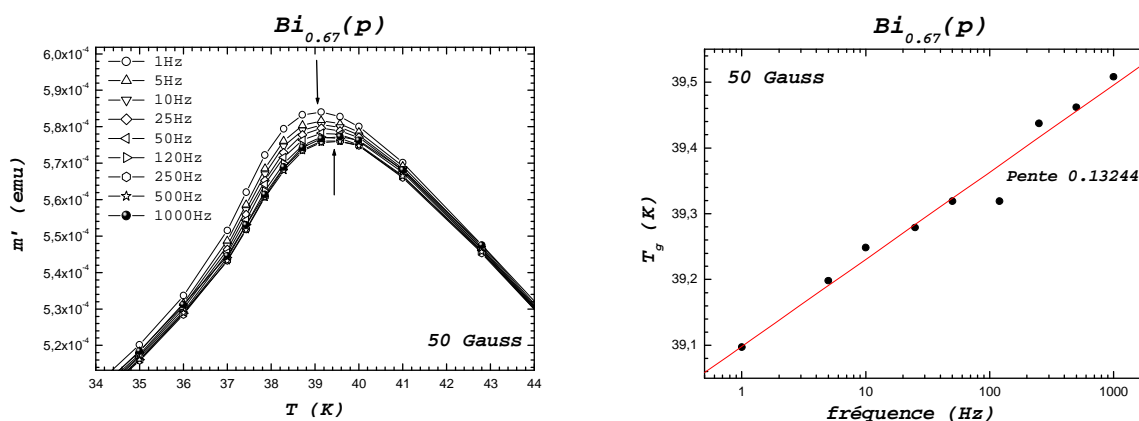 Bi0.67(p)
6,0x10-4
5,9x10-4
5,8x10-4
5,7x10-4
5,6x10-4
5,5x10-4
5,4x10-4
5,3x10-4
5,2x10-4
m' (emu)
1Hz
5Hz
10Hz
25Hz
50Hz
120Hz
250Hz
500Hz
1000Hz
50 Gauss
34 35 36 37 38 39 40 41 42 43 44
T (K)
Bi0.67(p)
50 Gauss
39,5
39,4
39,3
39,2
39,1
Tg (K)
Pente 0.13244
1 10 100 1000
fréquence (Hz)